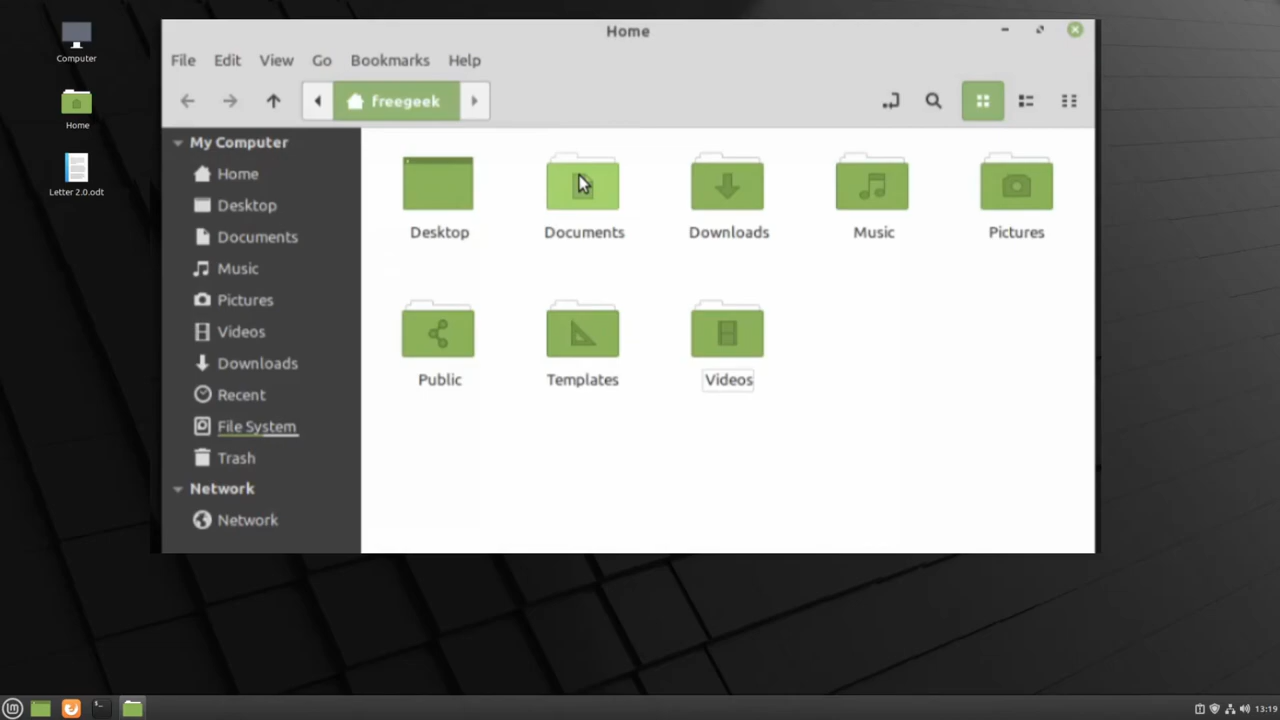 Computer
Home
Letter 2.0.odt
Home
File Edit View Go Bookmarks Help
freegeek
My Computer
Home
Desktop
Documents
Music
Pictures
Videos
Downloads
Recent
File System
Trash
Network
Network
Desktop Documents Downloads Music Pictures
Public Templates Videos
13:19